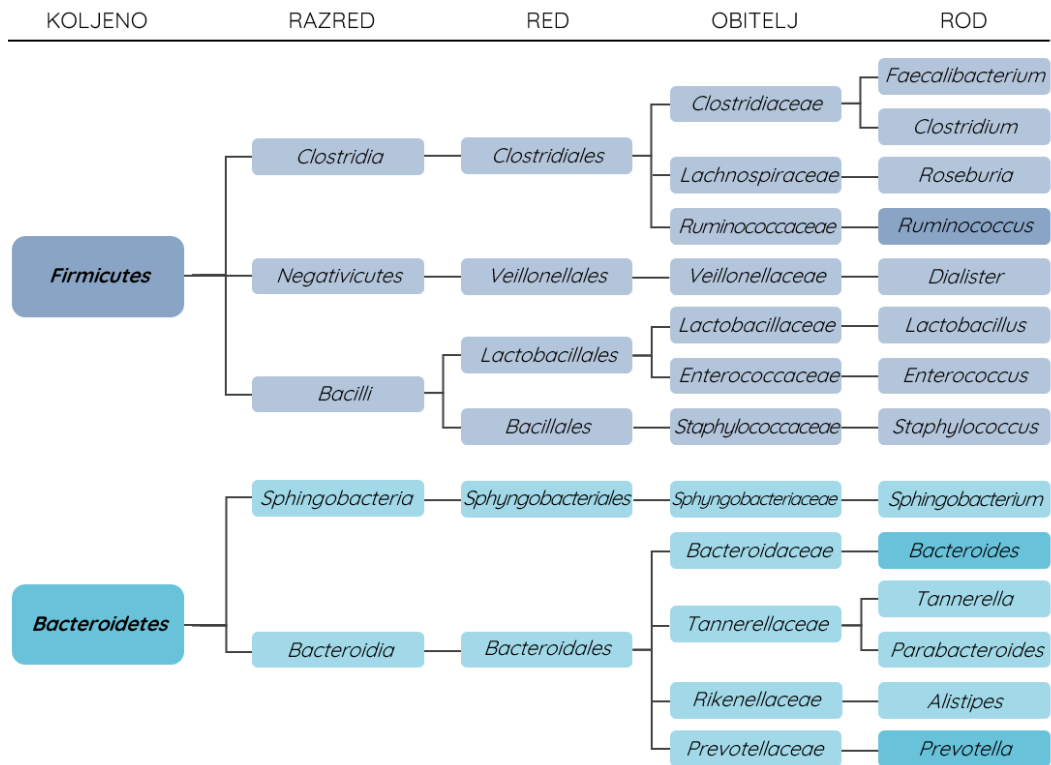 KOLJENO RAZRED RED OBITELJ ROD
Faecalibacterium
Clostridiaceae
Clostridium
Clostridia Clostridiales
Lachnospiraceae Roseburia
Ruminococcaceae Ruminococcus
Firmicutes
Negativicutes Veillonellales Veillonellaceae Dialister
Lactobacillaceae Lactobacillus
Lactobacillales
Enterococcaceae Enterococcus
Bacilli
Bacillales Staphylococcaceae Staphylococcus
Sphingobacteria Sphyngobacteriales Sphyngobacteriaceae Sphingobacterium
Bacteroidaceae Bacteroides
Tannerella
Bacteroidetes
Tannerellaceae
Bacteroidia Bacteroidales
Parabacteroides
Rikenellaceae Alistipes
Prevotellaceae Prevotella